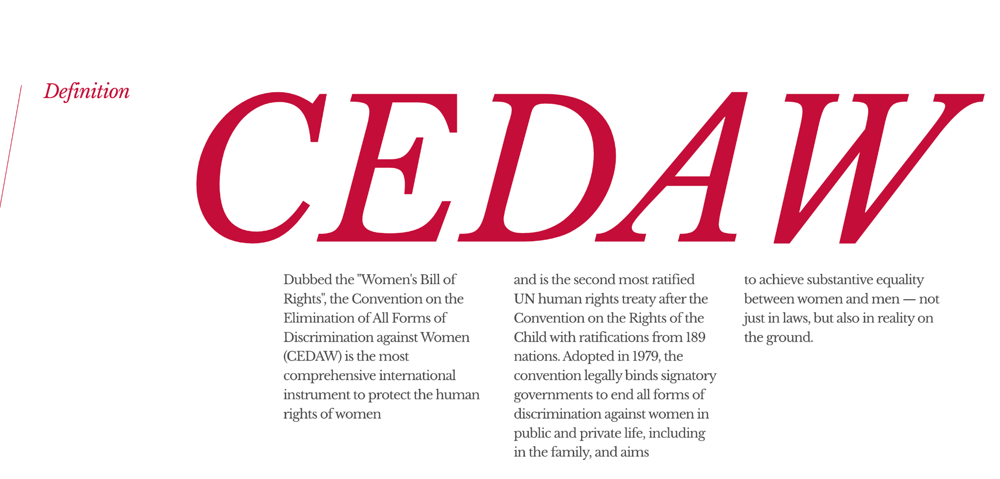 Definition
CEDAW
Dubbed the "Women's Bill of
Rights", the Convention on the
Elimination of All Forms of
Discrimination against Women
(CEDAW) is the most
comprehensive international
instrument to protect the human
rights of women
and is the second most ratified
UN human rights treaty after the
Convention on the Rights of the
Child with ratifications from 189
nations. Adopted in 1979, the
convention legally binds signatory
governments to end all forms of
discrimination against women in
public and private life, including
in the family, and aims
to achieve substantive equality
between women and men — not
just in laws, but also in reality on
the ground.